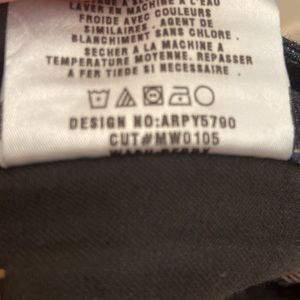 LAVER EN MACHINE À L'EAU
FROIDE AVEC COULEURS
SIMILAIRES. AGENT DE
BLANCHIMENT SANS CHLORE.
SECHER A LA MACHINE A
TEMPERATURE MOYENNE. REPASSER
A FER TIEDE SI NECESSAIRE.
DESIGN NO:ARPY5790
CUT#MW0105